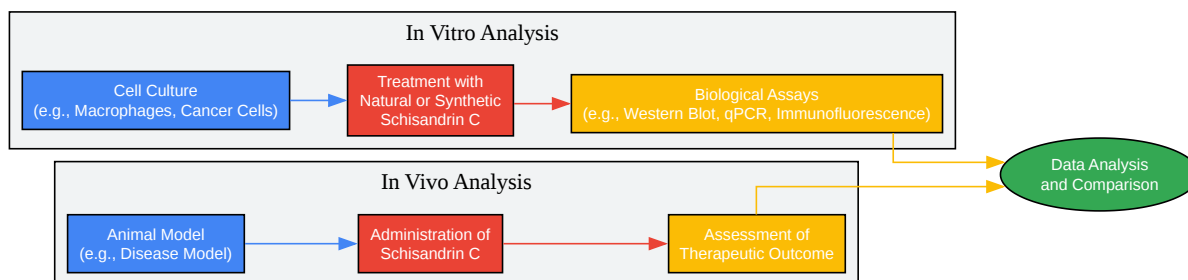 In Vitro Analysis
Cell Culture
(e.g., Macrophages, Cancer Cells)
Treatment with
Natural or Synthetic
Schisandrin C
Biological Assays
(e.g., Western Blot, qPCR, Immunofluorescence)
In Vivo Analysis
Animal Model
(e.g., Disease Model)
Administration of
Schisandrin C
Assessment of
Therapeutic Outcome
Data Analysis
and Comparison